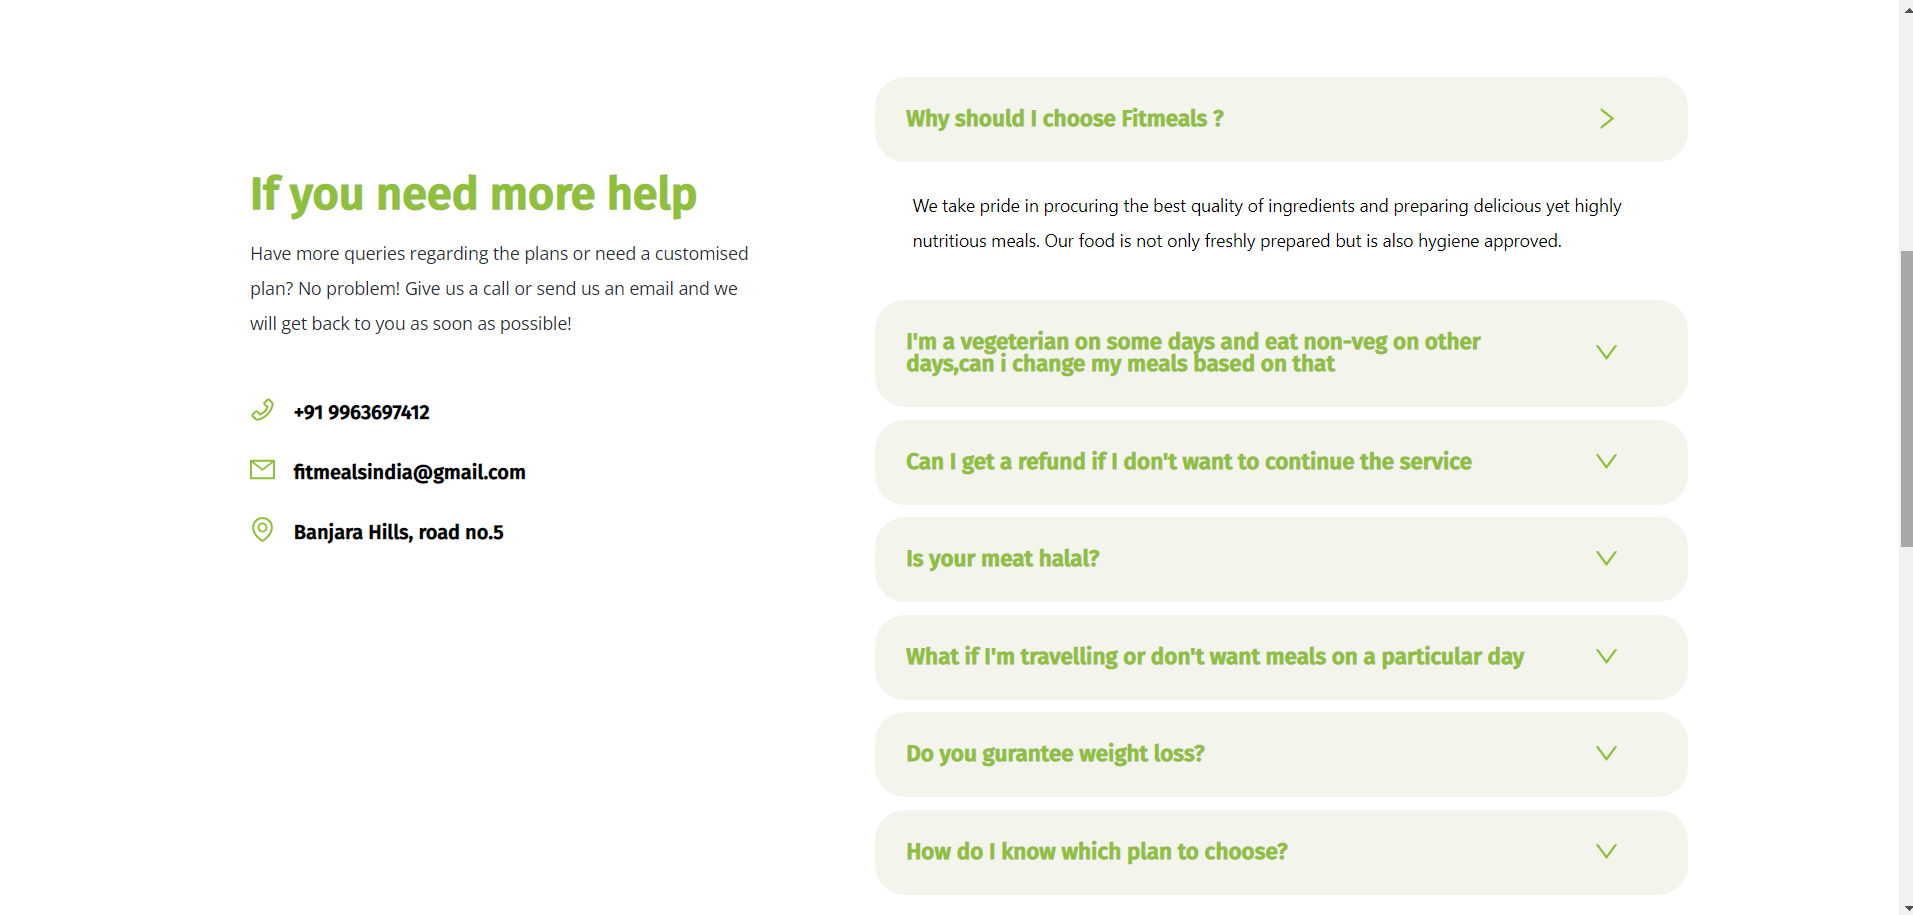 If you need more help
Have more queries regarding the plans or need a customised
plan? No problem! Give us a call or send us an email and we
will get back to you as soon as possible!
+91 9963697412
fitmealsindia@gmail.com
Banjara Hills, road no.5
Why should I choose Fitmeals ?
We take pride in procuring the best quality of ingredients and preparing delicious yet highly
nutritious meals. Our food is not only freshly prepared but is also hygiene approved.
I'm a vegeterian on some days and eat non-veg on other
days,can i change my meals based on that
Can I get a refund if I don't want to continue the service
Is your meat halal?
What if I'm travelling or don't want meals on a particular day
Do you gurantee weight loss?
How do I know which plan to choose?